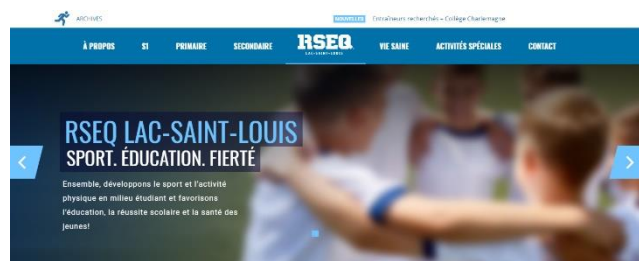 ARCHIVES
NOUVELLES Entraîneurs recherchés – Collège Charlemagne
À PROPOS S1 PRIMAIRE SECONDAIRE RSEQ VIE SAINE ACTIVITÉS SPÉCIALES CONTACT
LAC-SAINT-LOUIS
RSEQ LAC-SAINT-LOUIS
SPORT. ÉDUCATION. FIERTÉ
Ensemble, développons le sport et l'activité
physique en milieu étudiant et favorisons
l'éducation, la réussite scolaire et la santé des
jeunes!